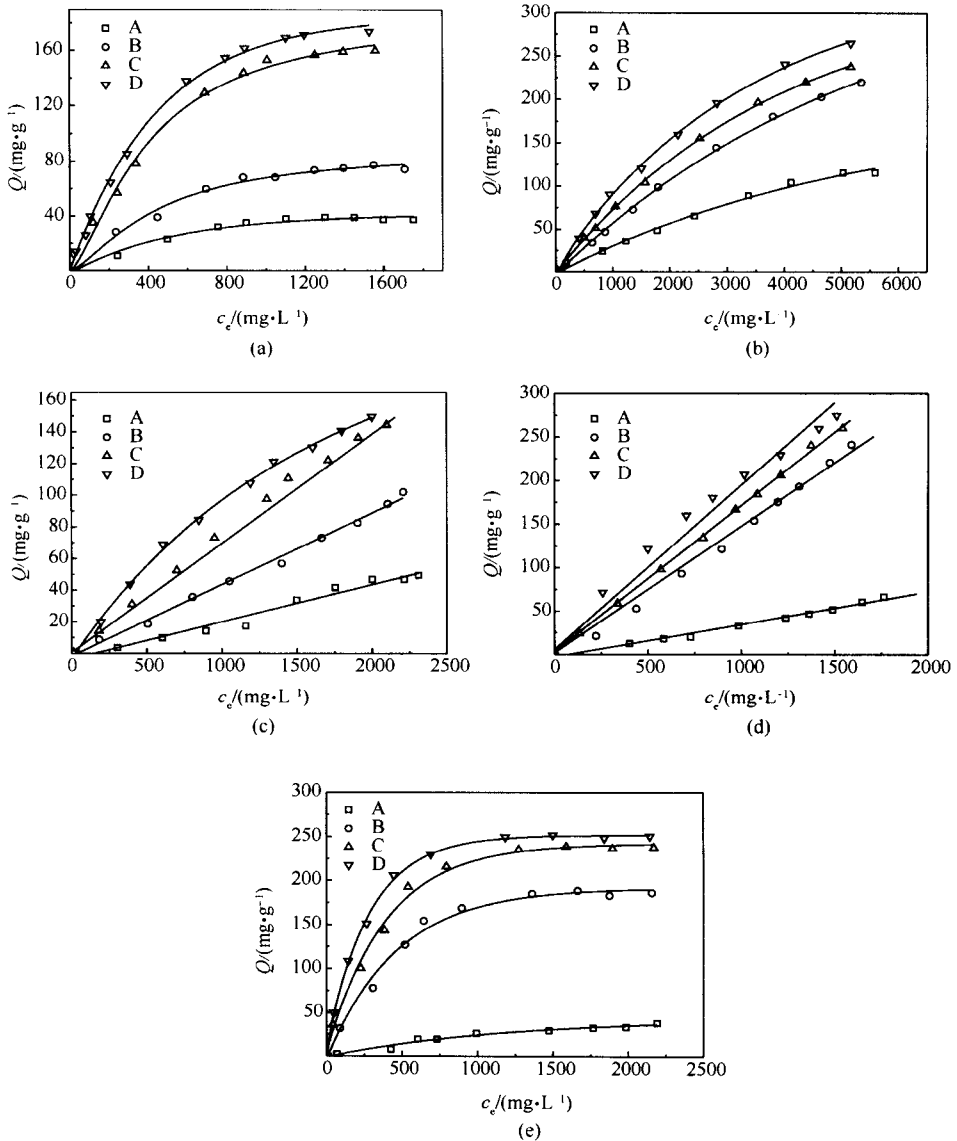 A
B
C
D
160
120
80
40
Q/(mg·g⁻¹)
400 800 1200 1600
cₑ/(mg·L⁻¹)
(a)
A
B
C
D
300
250
200
150
100
50
Q/(mg·g⁻¹)
0 1000 2000 3000 4000 5000 6000
cₑ/(mg·L⁻¹)
(b)
A
B
C
D
160
140
120
100
80
60
40
20
Q/(mg·g⁻¹)
0 500 1000 1500 2000 2500
cₑ/(mg·L⁻¹)
(c)
A
B
C
D
300
250
200
150
100
50
Q/(mg·g⁻¹)
0 500 1000 1500 2000
cₑ/(mg·L⁻¹)
(d)
A
B
C
D
300
250
200
150
100
50
Q/(mg·g⁻¹)
0 500 1000 1500 2000 2500
cₑ/(mg·L⁻¹)
(e)